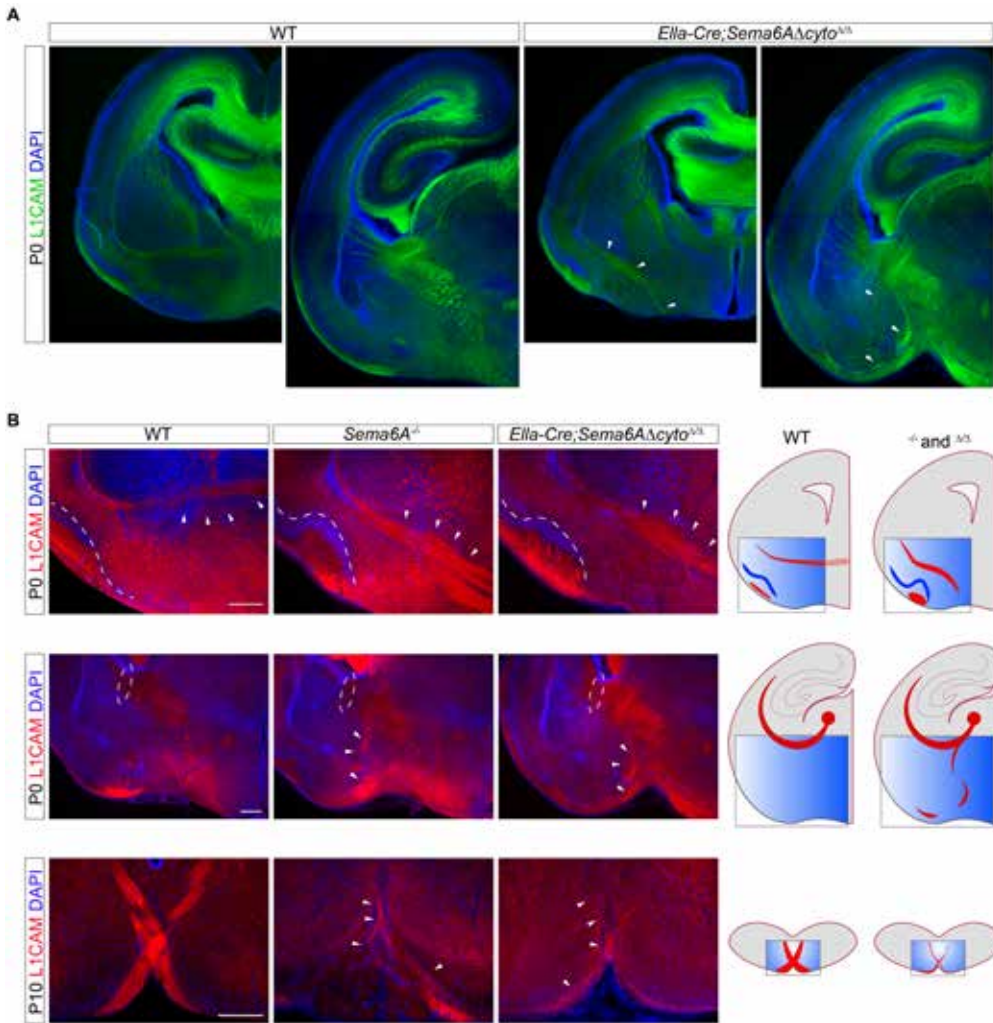 A
WT
Ella-Cre;Sema6AΔcyto^Δ/Δ
P0 L1CAM DAPI
B
WT
Sema6A^-/-
Ella-Cre;Sema6AΔcyto^Δ/Δ
WT
-/- and Δ/Δ
P0 L1CAM DAPI
P0 L1CAM DAPI
P10 L1CAM DAPI